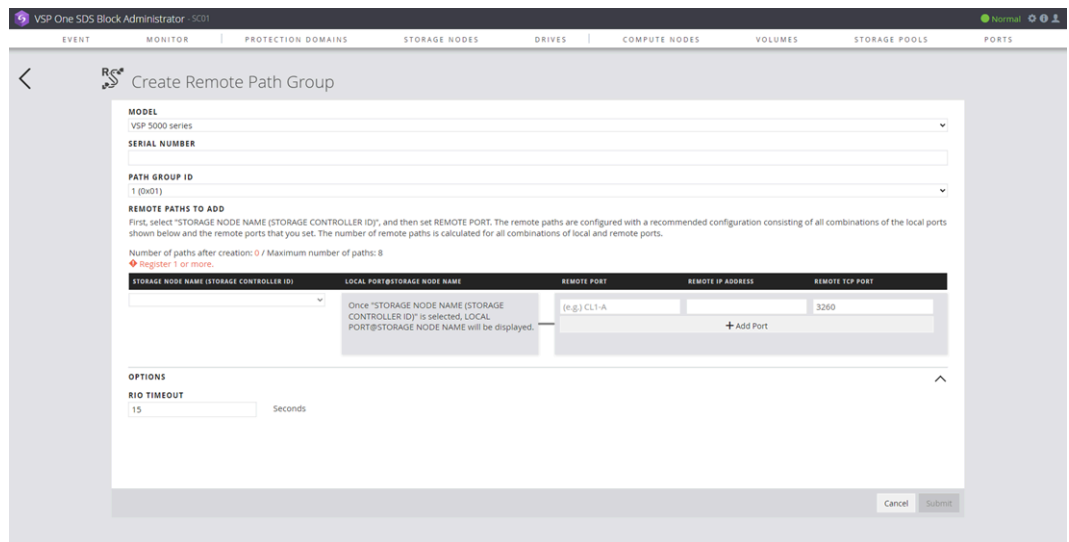 VSP One SDS Block Administrator - SC01
Normal
EVENT MONITOR PROTECTION DOMAINS STORAGE NODES DRIVES COMPUTE NODES VOLUMES STORAGE POOLS PORTS
RS Create Remote Path Group
MODEL
VSP 5000 series
SERIAL NUMBER
PATH GROUP ID
1 (0x01)
REMOTE PATHS TO ADD
First, select "STORAGE NODE NAME (STORAGE CONTROLLER ID)", and then set REMOTE PORT. The remote paths are configured with a recommended configuration consisting of all combinations of the local ports
shown below and the remote ports that you set. The number of remote paths is calculated for all combinations of local and remote ports.
Number of paths after creation: 0 / Maximum number of paths: 8
Register 1 or more.
STORAGE NODE NAME (STORAGE CONTROLLER ID) LOCAL PORT@STORAGE NODE NAME REMOTE PORT REMOTE IP ADDRESS REMOTE TCP PORT
Once "STORAGE NODE NAME (STORAGE
CONTROLLER ID)" is selected, LOCAL
PORT@STORAGE NODE NAME will be displayed.
(e.g.) CL1-A 3260
+ Add Port
OPTIONS
RIO TIMEOUT
15 Seconds
Cancel Submit